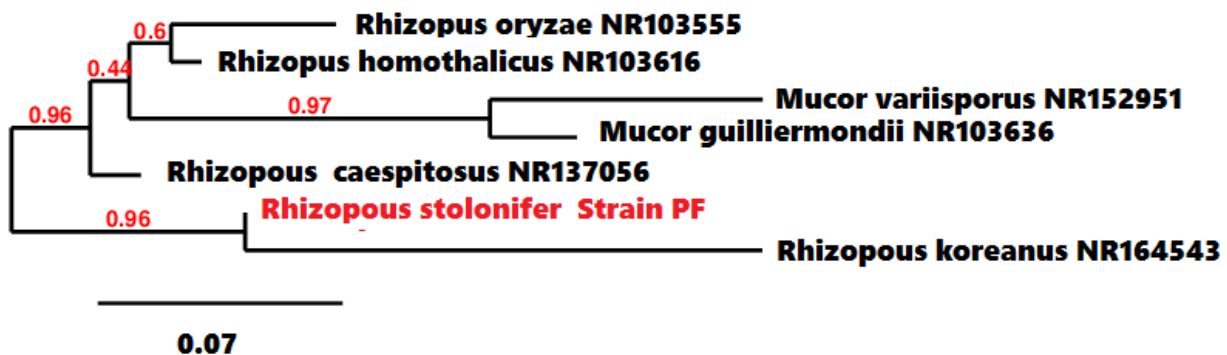 Rhizopus oryzae NR103555
0.6
Rhizopus homothalicus NR103616
0.44
Mucor variisporus NR152951
0.97
0.96
Mucor guilliermondii NR103636
Rhizopous caespitosus NR137056
Rhizopous stolonifer Strain PF
0.96
Rhizopous koreanus NR164543
0.07